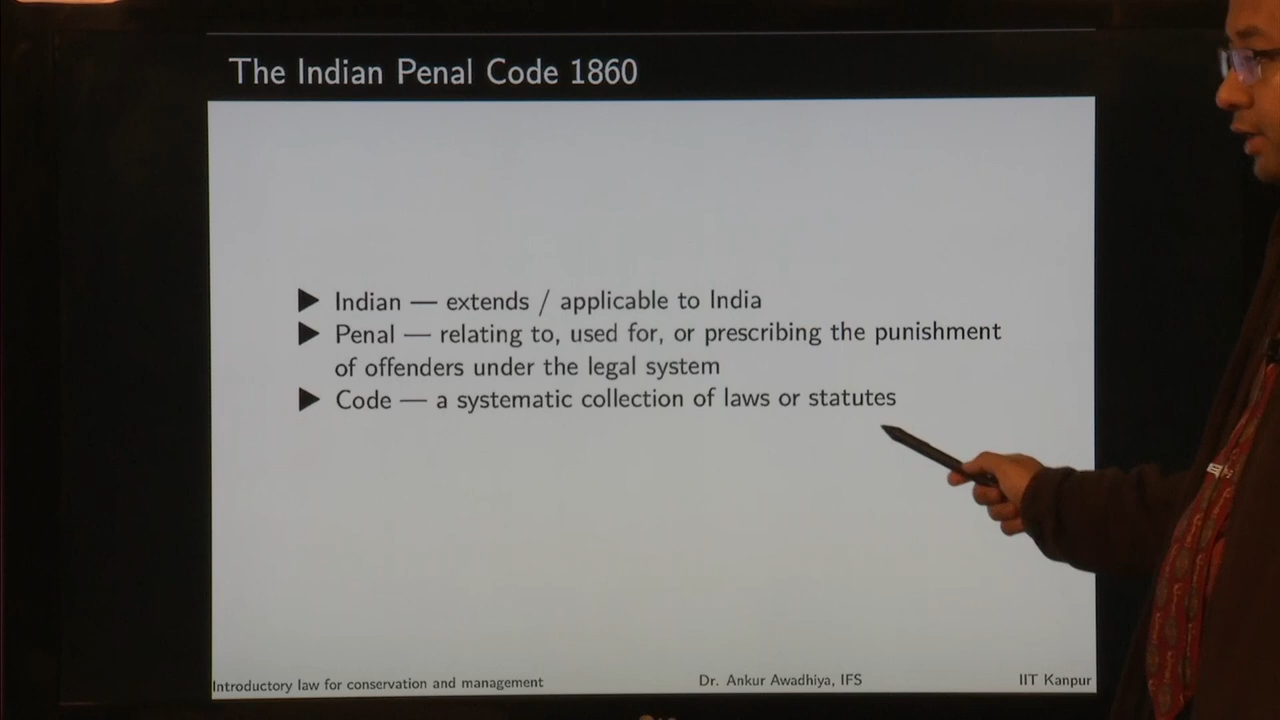 The Indian Penal Code 1860
▶ Indian — extends / applicable to India
▶ Penal — relating to, used for, or prescribing the punishment
of offenders under the legal system
▶ Code — a systematic collection of laws or statutes
Introductory law for conservation and management Dr. Ankur Awadhiya, IFS IIT Kanpur